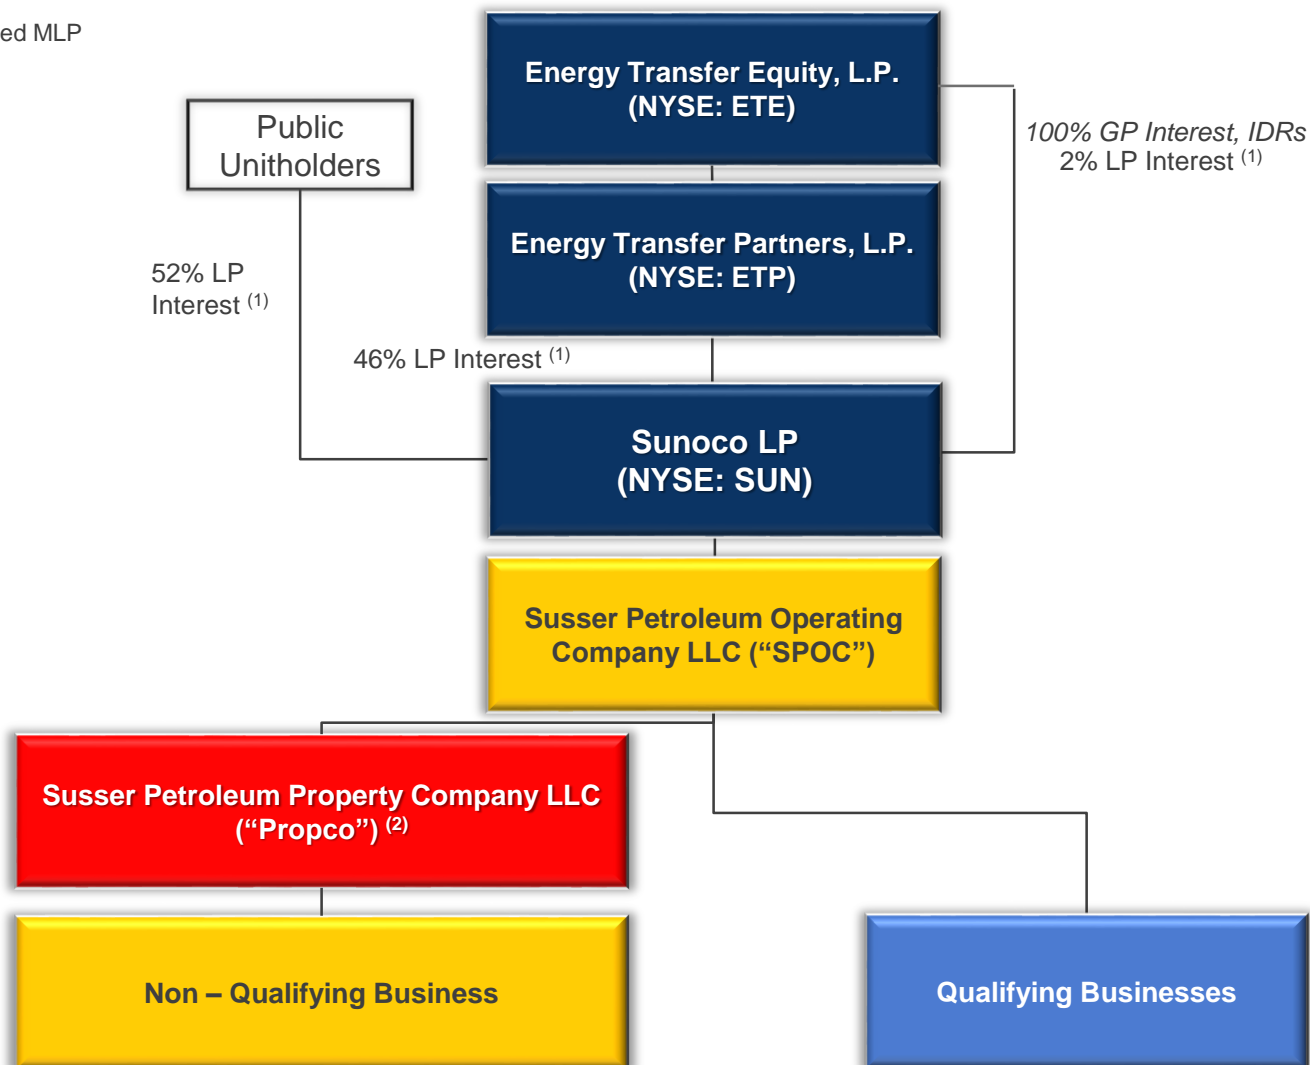 ed MLP
Energy Transfer Equity, L.P.
(NYSE: ETE)
Public
Unitholders
100% GP Interest, IDRs
2% LP Interest (1)
Energy Transfer Partners, L.P.
(NYSE: ETP)
52% LP
Interest (1)
46% LP Interest (1)
Sunoco LP
(NYSE: SUN)
Susser Petroleum Operating
Company LLC (“SPOC”)
Susser Petroleum Property Company LLC
(“Propco”) (2)
Non – Qualifying Business
Qualifying Businesses